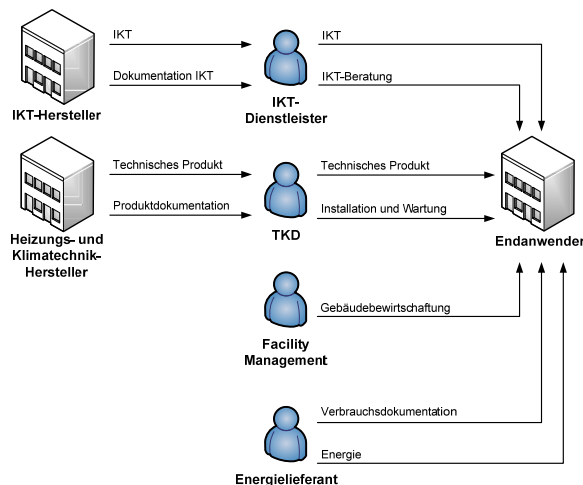 IKT
Dokumentation IKT
IKT-Hersteller
IKT-
Dienstleister
IKT
IKT-Beratung
Technisches Produkt
Produktdokumentation
Heizungs- und
Klimatechnik-
Hersteller
TKD
Technisches Produkt
Installation und Wartung
Endanwender
Gebäudebewirtschaftung
Facility
Management
Verbrauchsdokumentation
Energie
Energielieferant